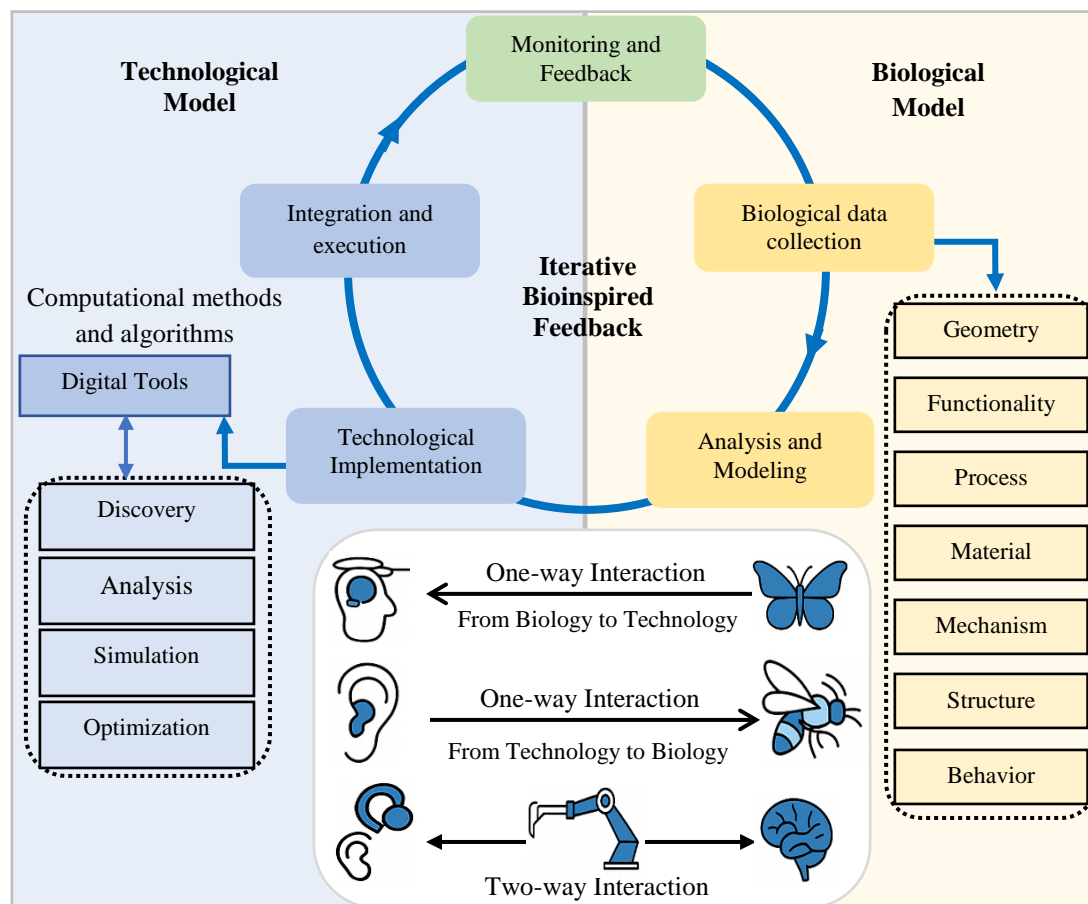 Monitoring and
Feedback
Technological
Model
Biological
Model
Integration and
execution
Biological data
collection
Iterative
Bioinspired
Feedback
Computational methods
and algorithms
Digital Tools
Technological
Implementation
Analysis and
Modeling
Discovery
Analysis
Simulation
Optimization
Geometry
Functionality
Process
Material
Mechanism
Structure
Behavior
One-way Interaction
From Biology to Technology
One-way Interaction
From Technology to Biology
Two-way Interaction